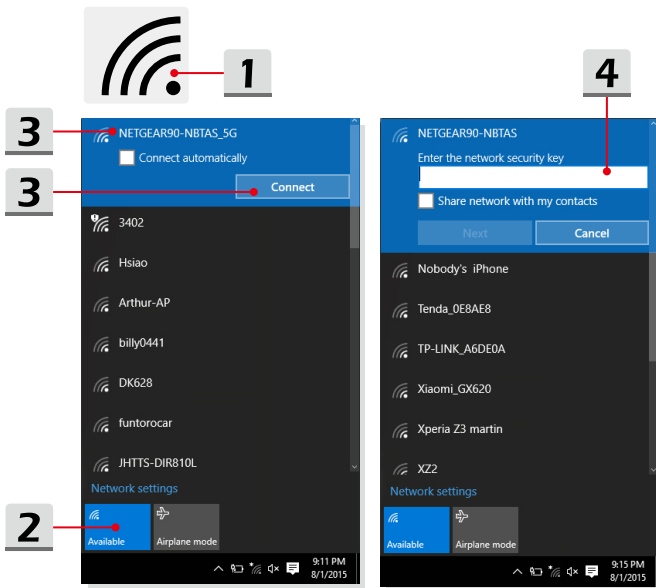 1
3
NETGEAR90-NBTAS_5G
Connect automatically
3
Connect
3402
Hsiao
Arthur-AP
billy0441
DK628
funtorocar
JHTTS-DIR810L
Network settings
2
Available
Airplane mode
9:11 PM
8/1/2015
4
NETGEAR90-NBTAS
Enter the network security key
Share network with my contacts
Next
Cancel
Nobody's iPhone
Tenda_0E8AE8
TP-LINK_A6DE0A
Xiaomi_GX620
Xperia Z3 martin
XZ2
Network settings
Available
Airplane mode
9:15 PM
8/1/2015